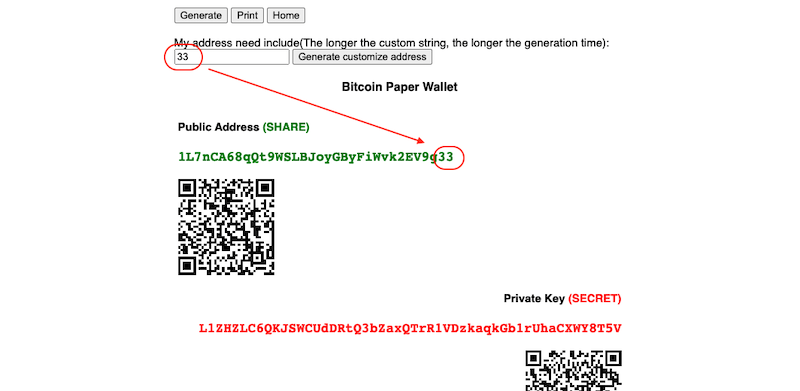 Generate Print Home
My address need include(The longer the custom string, the longer the generation time):
33 Generate customize address
Bitcoin Paper Wallet
Public Address (SHARE)
1L7nCA68qQt9WSLBJoyGByFiWvk2EV9g33
Private Key (SECRET)
L1ZHZLC6QKJSWCUdDRtQ3bZaxQTrR1VDzkaqkGb1rUhaCXWY8T5V